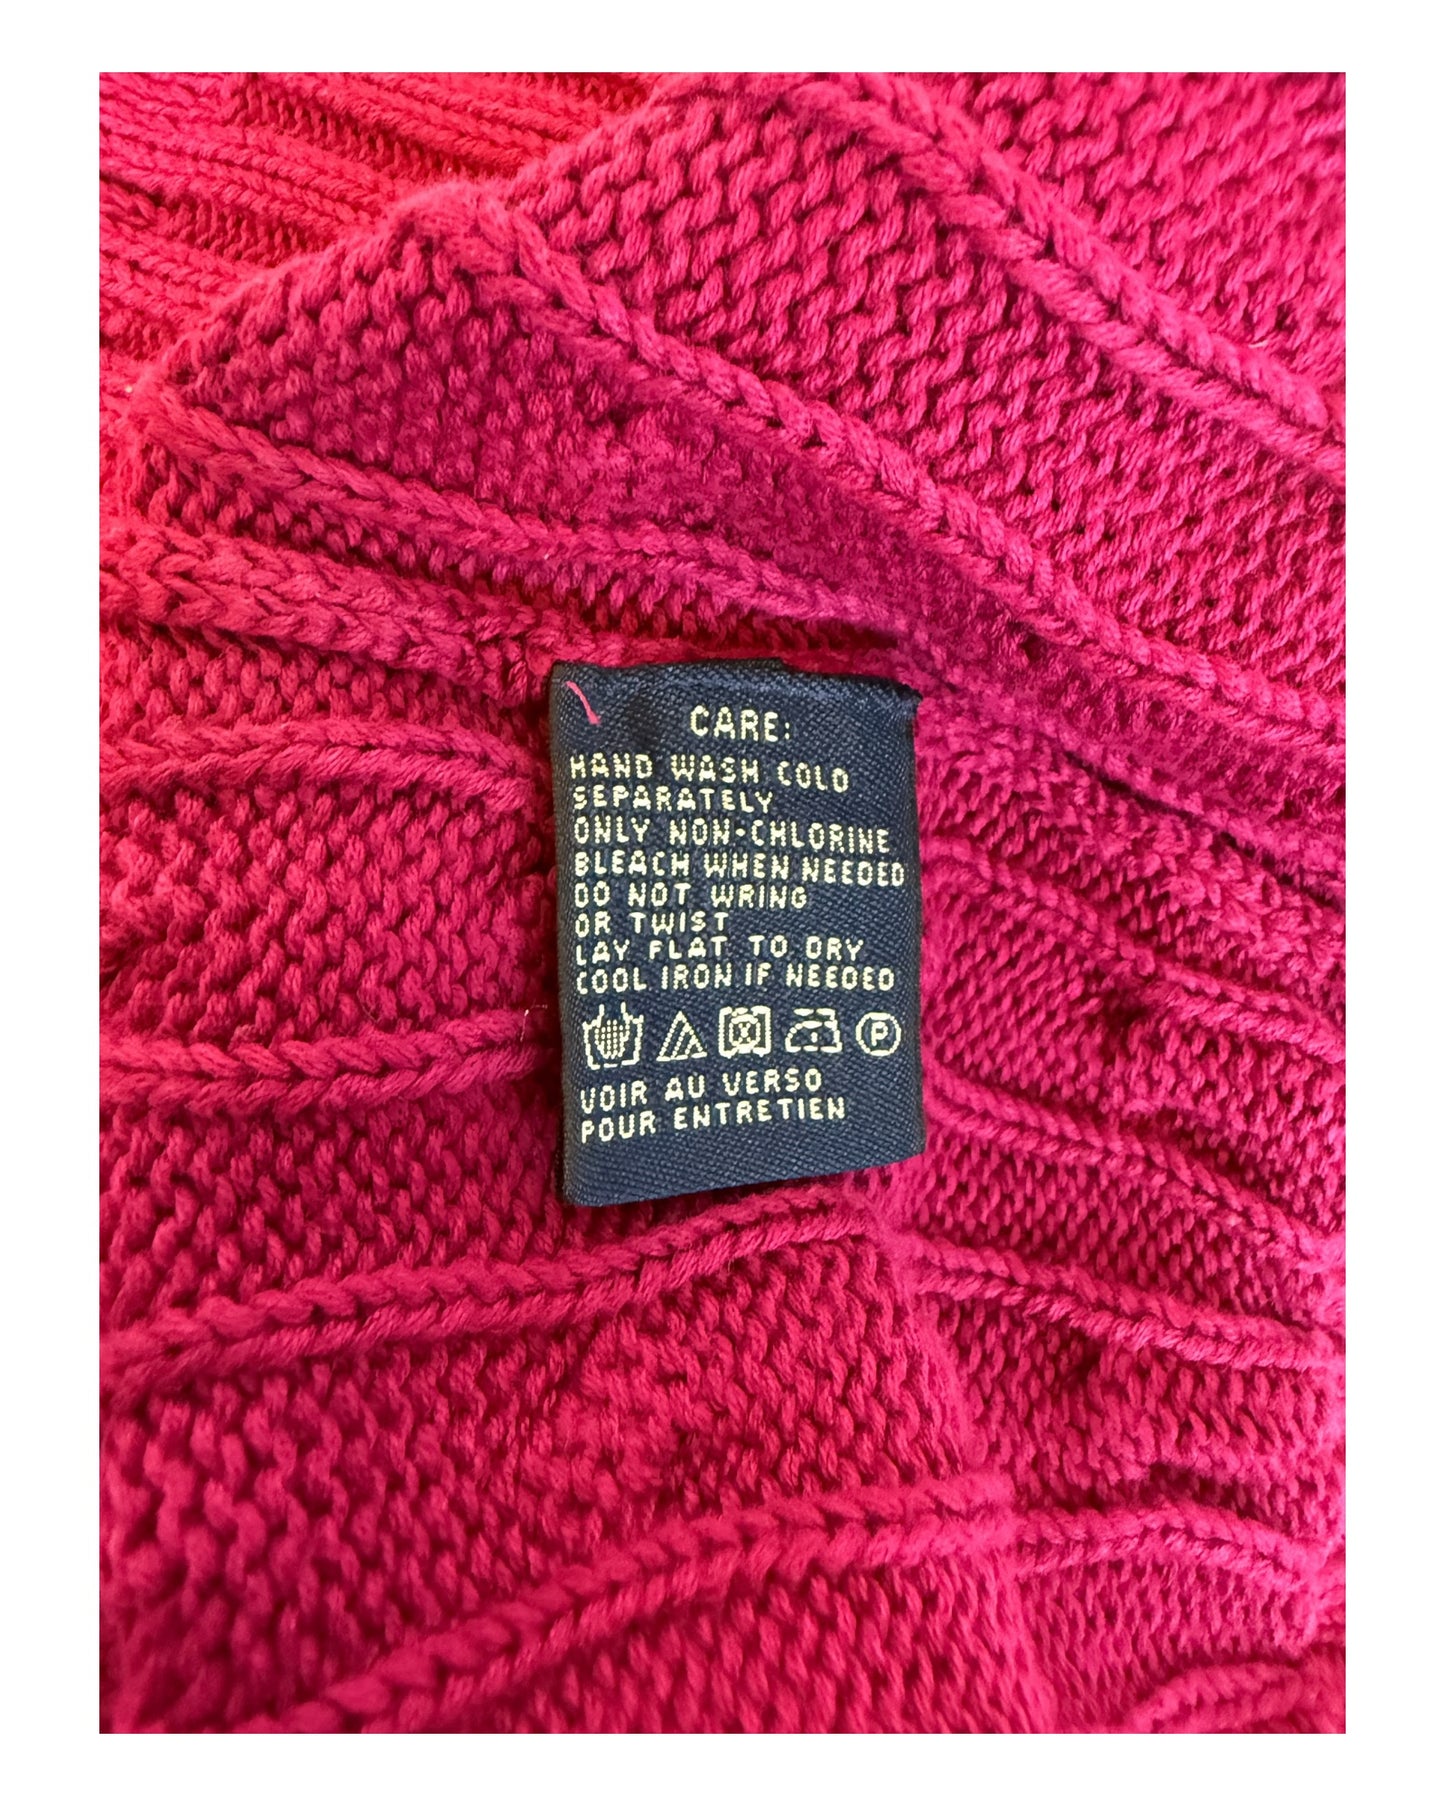 CARE:
HAND WASH COLD
SEPARATELY
ONLY NON-CHLORINE
BLEACH WHEN NEEDED
DO NOT WRING
OR TWIST
LAY FLAT TO DRY
COOL IRON IF NEEDED
P
VOIR AU VERSO
POUR ENTRETIEN